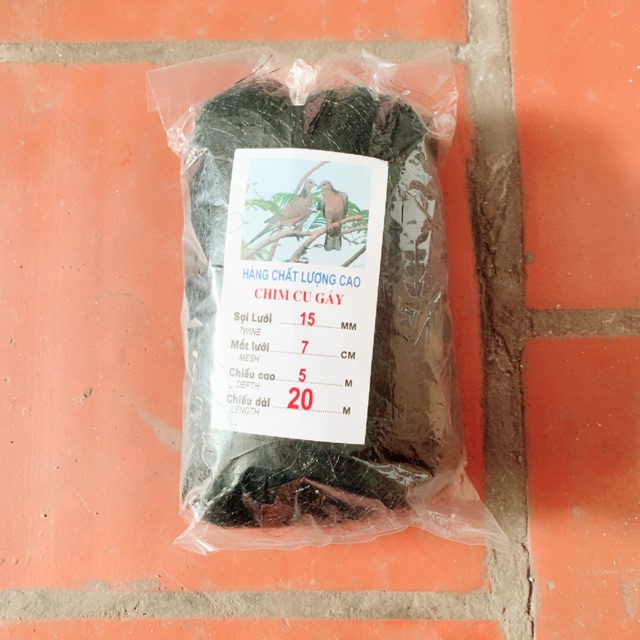 HÀNG CHẤT LƯỢNG CAO
CHIM CU GÁY
Sợi Lưới 15 MM
TWINE
Mắt lưới 7 CM
MESH
Chiều cao 5 M
DEPTH
Chiều dài 20 M
LENGTH